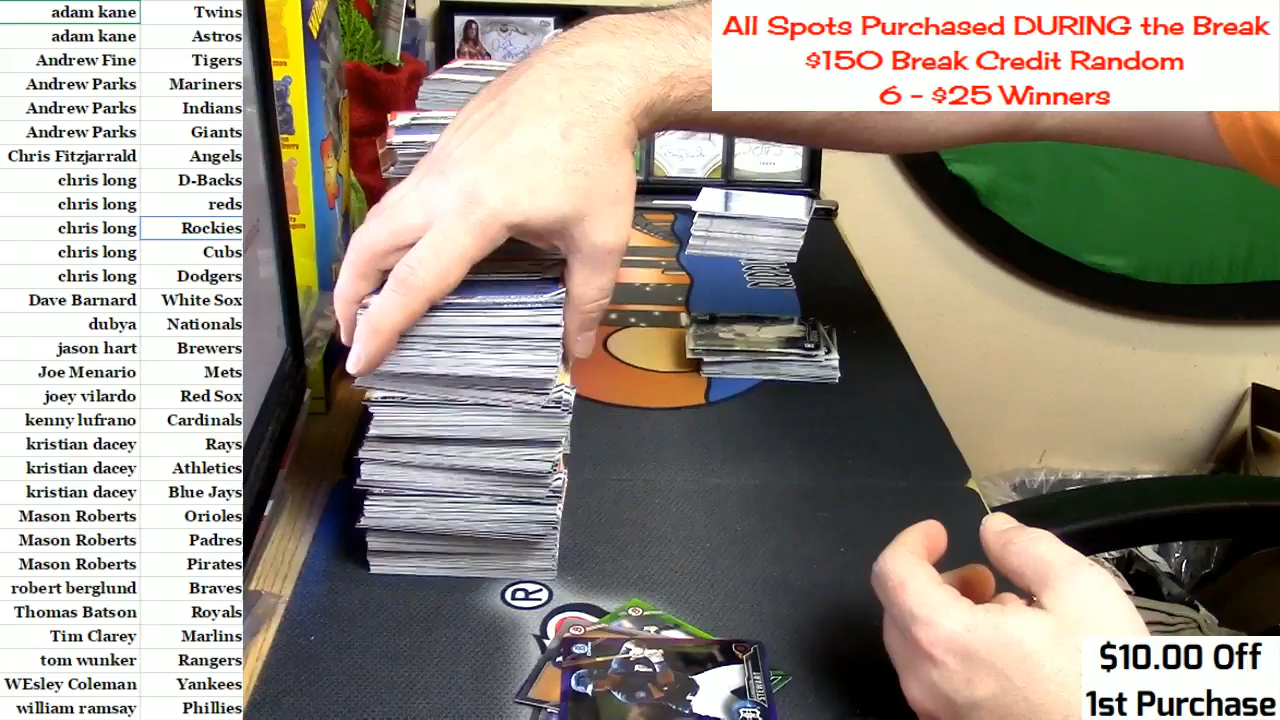 adam kane Twins
adam kane Astros
Andrew Fine Tigers
Andrew Parks Mariners
Andrew Parks Indians
Andrew Parks Giants
Chris Fitzjarrald Angels
chris long D-Backs
chris long reds
chris long Rockies
chris long Cubs
chris long Dodgers
Dave Barnard White Sox
dubya Nationals
jason hart Brewers
Joe Menario Mets
joey vilardo Red Sox
kenny lufrano Cardinals
kristian dacey Rays
kristian dacey Athletics
kristian dacey Blue Jays
Mason Roberts Orioles
Mason Roberts Padres
Mason Roberts Pirates
robert berglund Braves
Thomas Batson Royals
Tim Clarey Marlins
tom wunker Rangers
WEsley Coleman Yankees
william ramsay Phillies
All Spots Purchased DURING the Break
$150 Break Credit Random
6 - $25 Winners
®
STEWART
$10.00 Off
1st Purchase